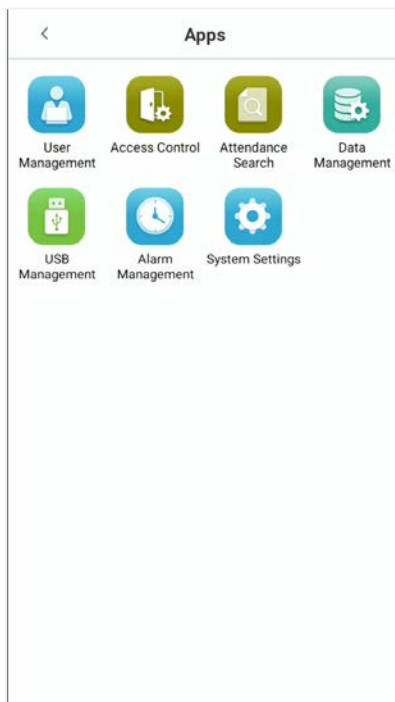 Apps
User
Management
Access Control
Attendance
Search
Data
Management
USB
Management
Alarm
Management
System Settings